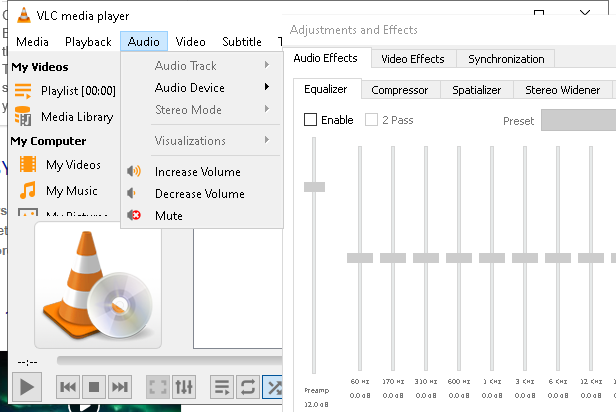 VLC media player
Media Playback Audio Video Subtitle T
My Videos
Playlist [00:00]
Media Library
My Computer
My Videos
My Music
My Pictures
Audio Track
Audio Device
Stereo Mode
Visualizations
Increase Volume
Decrease Volume
Mute
--:--
Adjustments and Effects
Audio Effects Video Effects Synchronization
Equalizer Compressor Spatializer Stereo Widener
Enable 2 Pass Preset
60 Hz 170 Hz 310 Hz 600 Hz 1 KHz 3 KHz 6 KHz 12 KHz
Preamp 0.0 dB 0.0 dB 0.0 dB 0.0 dB 0.0 dB 0.0 dB 0.0 dB 0.0 dB
12.0 dB